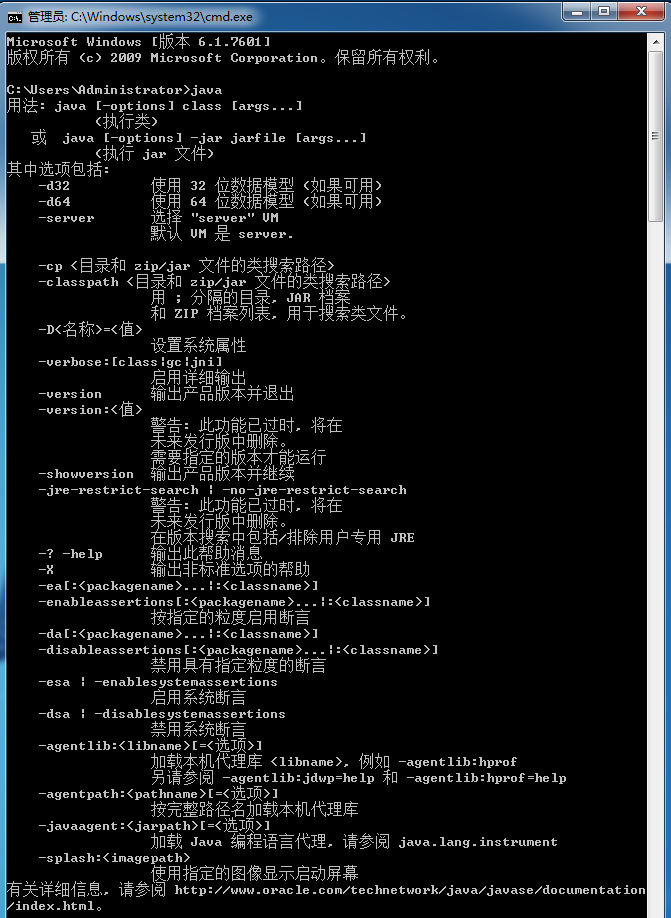 管理员: C:\Windows\system32\cmd.exe
Microsoft Windows [版本 6.1.7601]
版权所有 (c) 2009 Microsoft Corporation。保留所有权利。
C:\Users\Administrator>java
用法: java [-options] class [args...]
(执行类)
或  java [-options] -jar jarfile [args...]
(执行 jar 文件)
其中选项包括:
-d32 使用 32 位数据模型 (如果可用)
-d64 使用 64 位数据模型 (如果可用)
-server 选择 "server" VM
默认 VM 是 server.
-cp <目录和 zip/jar 文件的类搜索路径>
-classpath <目录和 zip/jar 文件的类搜索路径>
用 ; 分隔的目录, JAR 档案
和 ZIP 档案列表, 用于搜索类文件。
-D<名称>=<值>
设置系统属性
-verbose:[class|gc|jni]
启用详细输出
-version 输出产品版本并退出
-version:<值>
警告: 此功能已过时, 将在
未来发行版中删除。
需要指定的版本才能运行
-showversion 输出产品版本并继续
-jre-restrict-search | -no-jre-restrict-search
警告: 此功能已过时, 将在
未来发行版中删除。
在版本搜索中包括/排除用户专用 JRE
-? -help 输出此帮助消息
-X 输出非标准选项的帮助
-ea[:<packagename>...|:<classname>]
-enableassertions[:<packagename>...|:<classname>]
按指定的粒度启用断言
-da[:<packagename>...|:<classname>]
-disableassertions[:<packagename>...|:<classname>]
禁用具有指定粒度的断言
-esa | -enablesystemassertions
启用系统断言
-dsa | -disablesystemassertions
禁用系统断言
-agentlib:<libname>[=<选项>]
加载本机代理库 <libname>, 例如 -agentlib:hprof
另请参阅 -agentlib:jdwp=help 和 -agentlib:hprof=help
-agentpath:<pathname>[=<选项>]
按完整路径名加载本机代理库
-javaagent:<jarpath>[=<选项>]
加载 Java 编程语言代理, 请参阅 java.lang.instrument
-splash:<imagepath>
使用指定的图像显示启动屏幕
有关详细信息, 请参阅 http://www.oracle.com/technetwork/java/javase/documentation
/index.html。